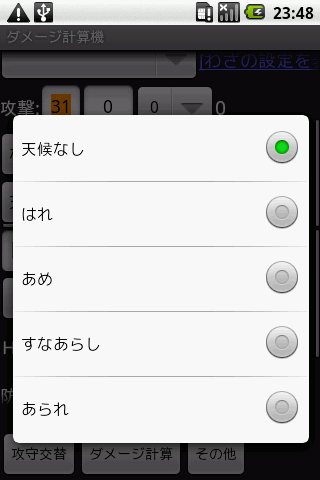 23:48
ダメージ計算機
[わざの設定を
攻撃: 31 0 0 0
天候なし
はれ
あめ
すなあらし
あられ
攻守交替 ダメージ計算 その他